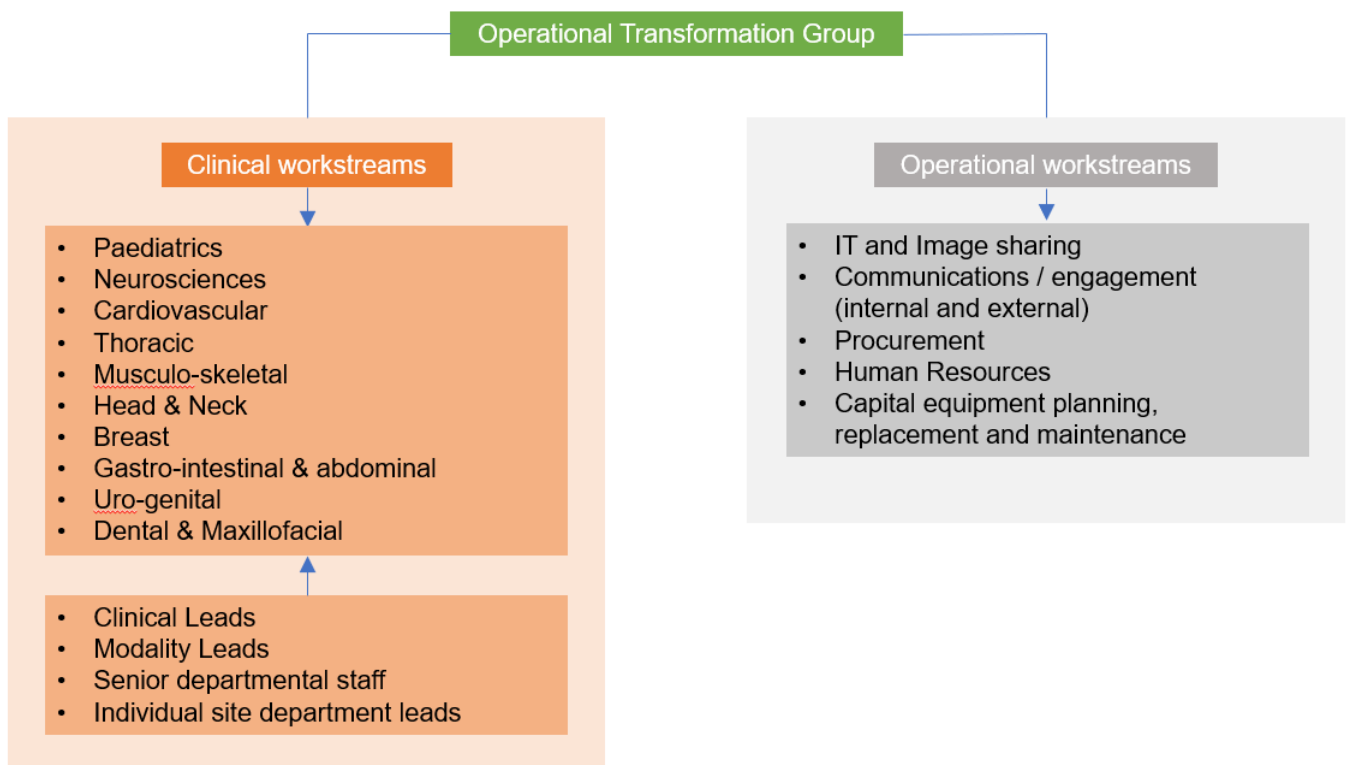 Operational Transformation Group
Clinical workstreams
• Paediatrics
• Neurosciences
• Cardiovascular
• Thoracic
• Musculo-skeletal
• Head & Neck
• Breast
• Gastro-intestinal & abdominal
• Uro-genital
• Dental & Maxillofacial
• Clinical Leads
• Modality Leads
• Senior departmental staff
• Individual site department leads
Operational workstreams
• IT and Image sharing
• Communications / engagement
(internal and external)
• Procurement
• Human Resources
• Capital equipment planning,
replacement and maintenance